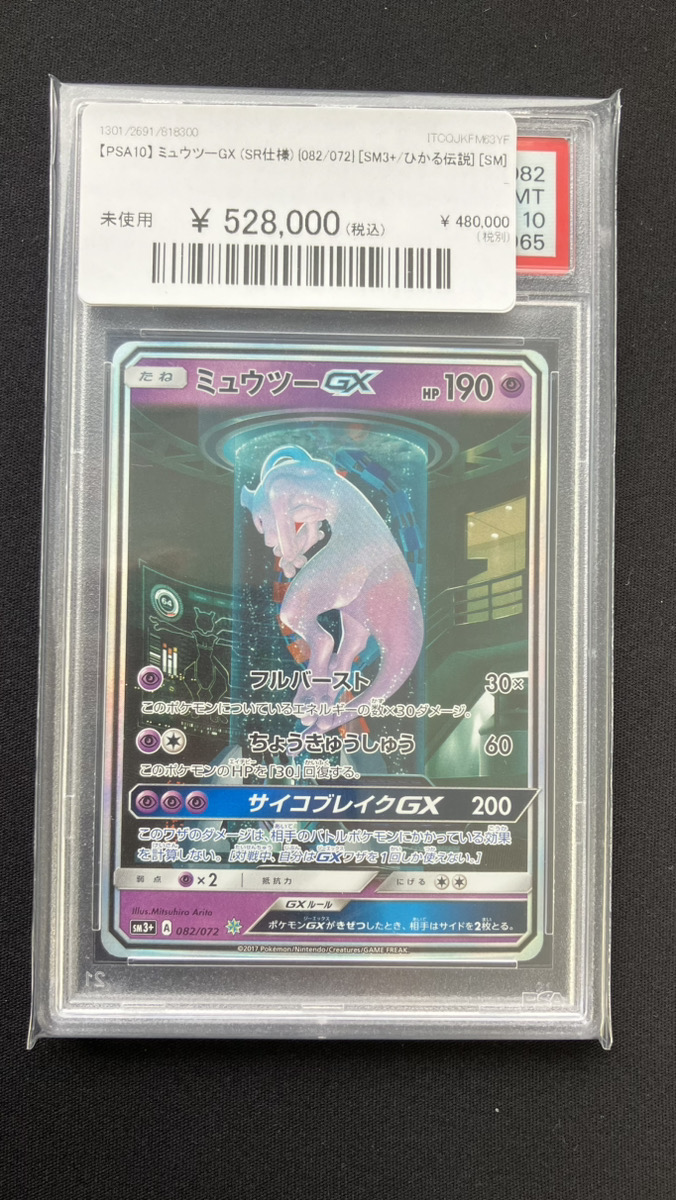 1301/2691/818300
ITCQJKFM63YF
【PSA10】ミュウツーGX (SR仕様) {082/072} [SM3+/ひかる伝説] [SM]
-
未使用 ¥ 528,000 (税込) ¥ 480,000
(税別)
082
MT
10
065
たね ミュウツーGX HP 190
64
フルバースト 30×
このポケモンについているエネルギーの数×30ダメージ。
ちょうきゅうしゅう 60
このポケモンのHPを「30」回復する。
サイコブレイクGX 200
このワザのダメージは、相手のバトルポケモンにかかっている効果
を計算しない。[対戦中、自分はGXワザを1回しか使えない。]
弱点 ×2 抵抗力 にげる
Illus.Mitsuhiro Arita
GXルール
SM3+ A 082/072
ポケモンGXがきぜつしたとき、相手はサイドを2枚とる。
©2017 Pokémon/Nintendo/Creatures/GAME FREAK.
21
PSA